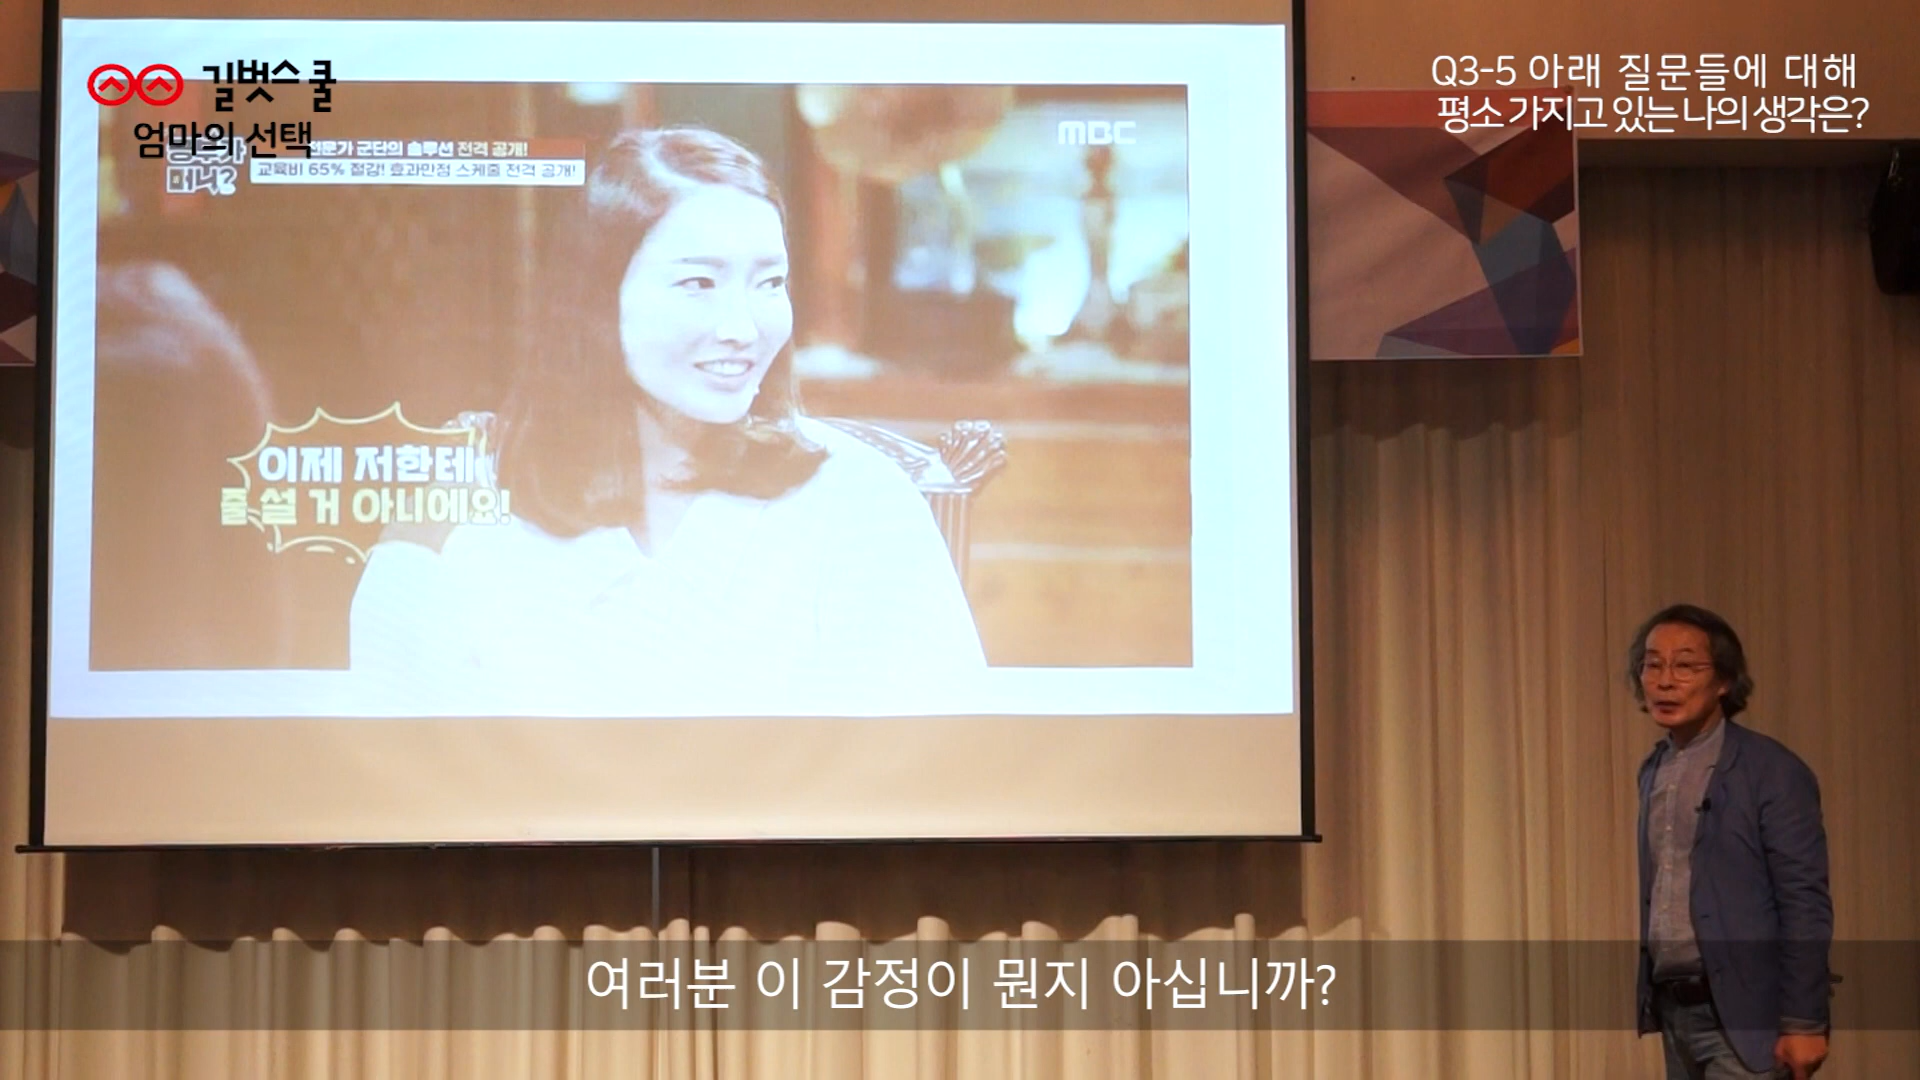 길벗스쿨
엄마의 선택
Q3-5 아래 질문들에 대해
평소 가지고 있는 나의 생각은?
MBC
전문가 군단의 솔루션 전격 공개!
교육비 65% 절감! 효과만점 스케줄 전격 공개!
머니?
이제 저한테
줄 설 거 아니에요!
여러분 이 감정이 뭔지 아십니까?